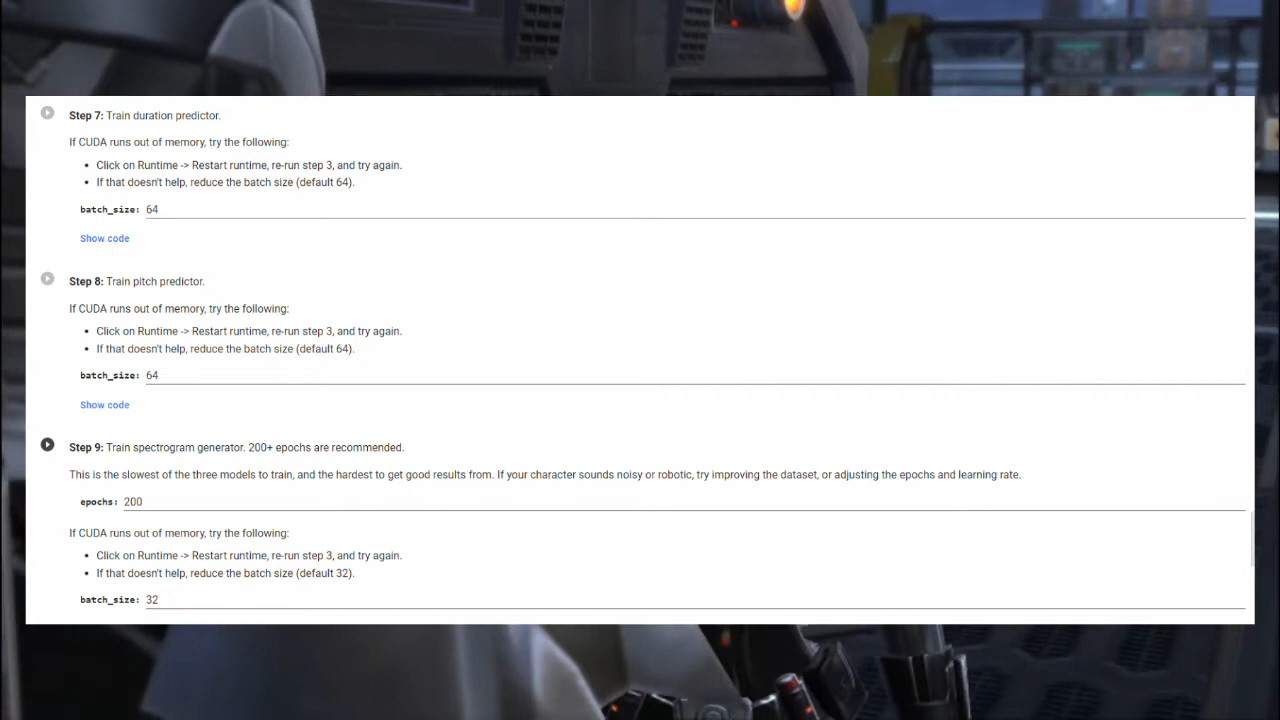 Step 7: Train duration predictor.
If CUDA runs out of memory, try the following:
• Click on Runtime -> Restart runtime, re-run step 3, and try again.
• If that doesn't help, reduce the batch size (default 64).
batch_size: 64
Show code
Step 8: Train pitch predictor.
If CUDA runs out of memory, try the following:
• Click on Runtime -> Restart runtime, re-run step 3, and try again.
• If that doesn't help, reduce the batch size (default 64).
batch_size: 64
Show code
Step 9: Train spectrogram generator. 200+ epochs are recommended.
This is the slowest of the three models to train, and the hardest to get good results from. If your character sounds noisy or robotic, try improving the dataset, or adjusting the epochs and learning rate.
epochs: 200
If CUDA runs out of memory, try the following:
• Click on Runtime -> Restart runtime, re-run step 3, and try again.
• If that doesn't help, reduce the batch size (default 32).
batch_size: 32